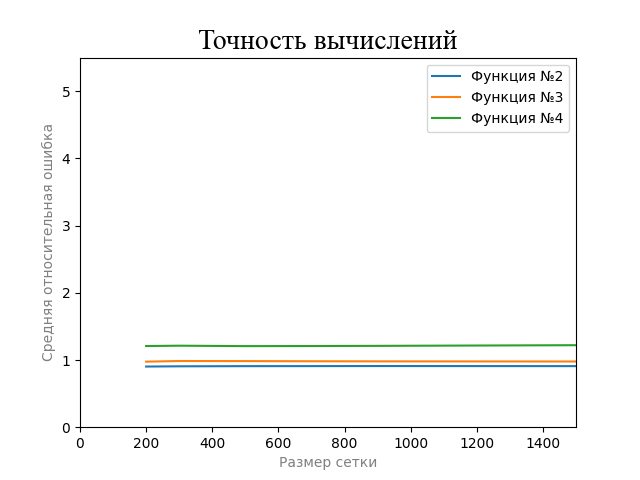 Точность вычислений
Функция №2
Функция №3
Функция №4
Средняя относительная ошибка
5
4
3
2
1
0
0 200 400 600 800 1000 1200 1400
Размер сетки